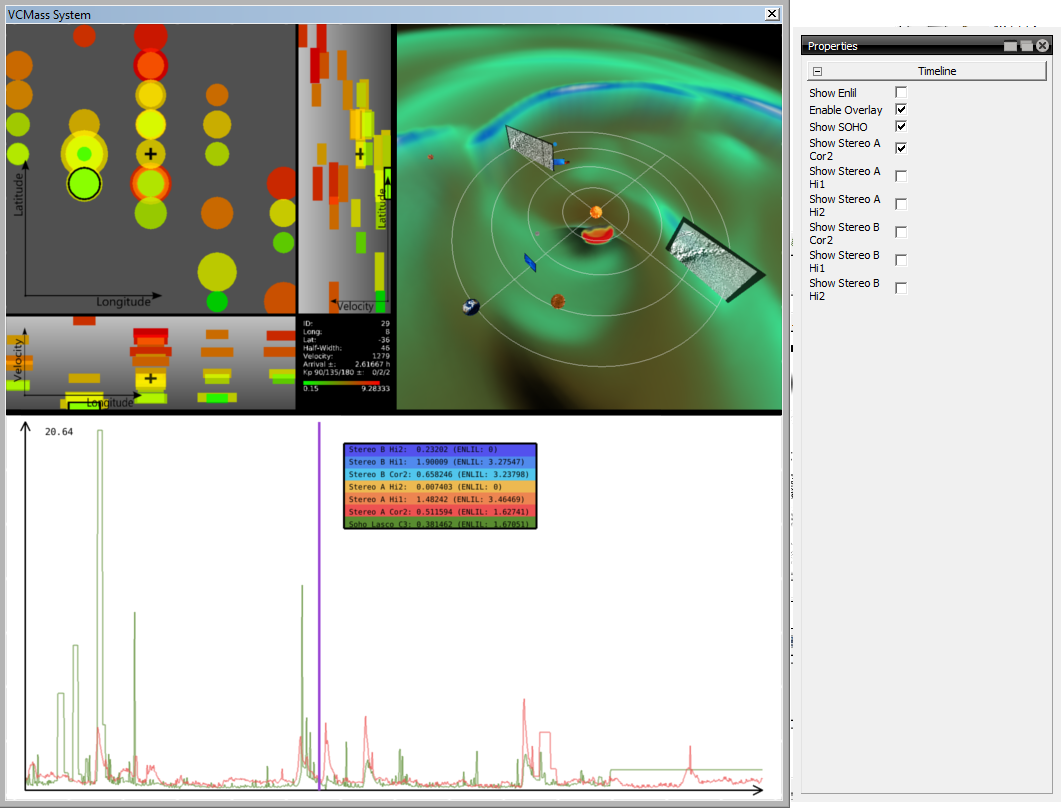 VCMass System
Latitude
Longitude
Latitude
Velocity
Velocity
Longitude
ID: 29
Long: 8
Lat: -36
Half-Width: 46
Velocity: 1279
Arrival ±: 2.61667 h
Kp 90/135/180 ±: 0/2/2
0.15 9.28333
20.64
Stereo B Hi2: 0.23202 (ENLIL: 0)
Stereo B Hi1: 1.90009 (ENLIL: 3.27547)
Stereo B Cor2: 0.658246 (ENLIL: 3.23798)
Stereo A Hi2: 0.007403 (ENLIL: 0)
Stereo A Hi1: 1.48242 (ENLIL: 3.46469)
Stereo A Cor2: 0.511594 (ENLIL: 1.62741)
Soho Lasco C3: 0.381462 (ENLIL: 1.67051)
Properties
Timeline
Show Enlil
Enable Overlay
Show SOHO
Show Stereo A
Cor2
Show Stereo A
Hi1
Show Stereo A
Hi2
Show Stereo B
Cor2
Show Stereo B
Hi1
Show Stereo B
Hi2